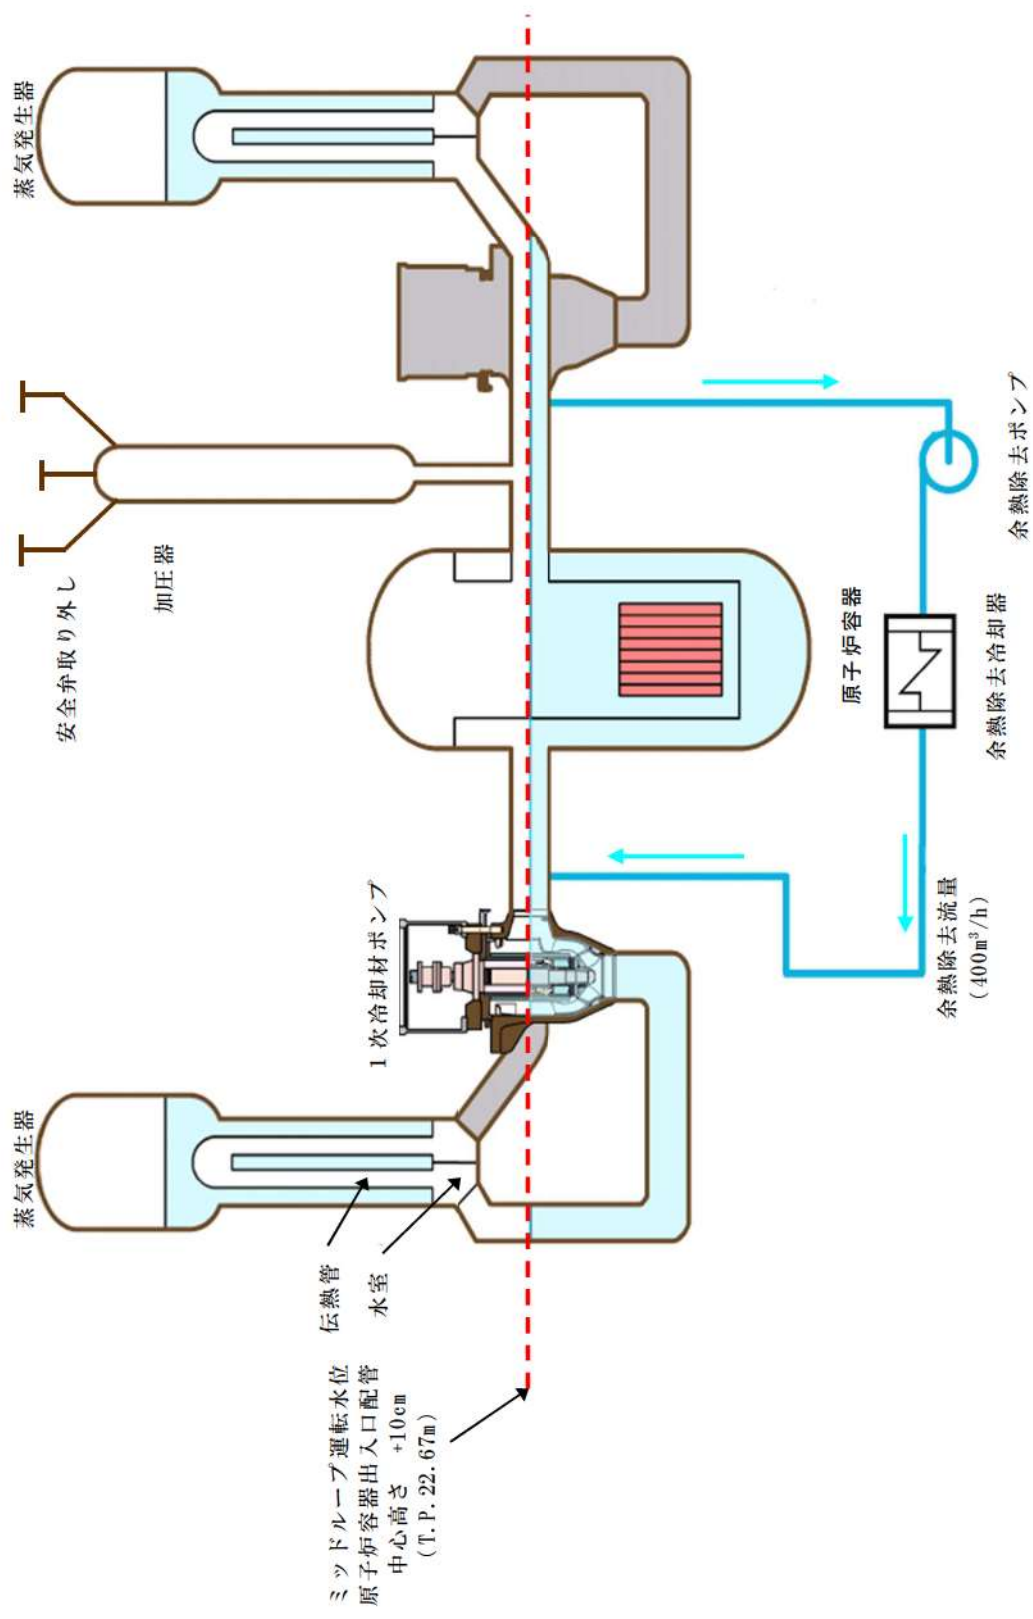 蒸気発生器
蒸気発生器
安全弁取り外し
加圧器
1次冷却材ポンプ
伝熱管
水室
ミッドループ運転水位
原子炉容器出入口配管
中心高さ +10cm
(T.P.22.67m)
原子炉容器
余熱除去冷却器
余熱除去ポンプ
余熱除去流量
(400m³/h)